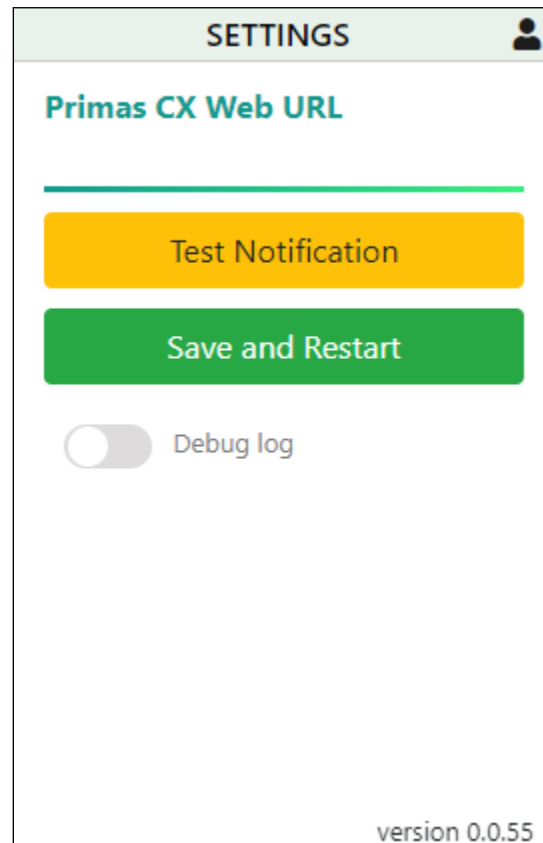 SETTINGS
Primas CX Web URL
Test Notification
Save and Restart
Debug log
version 0.0.55